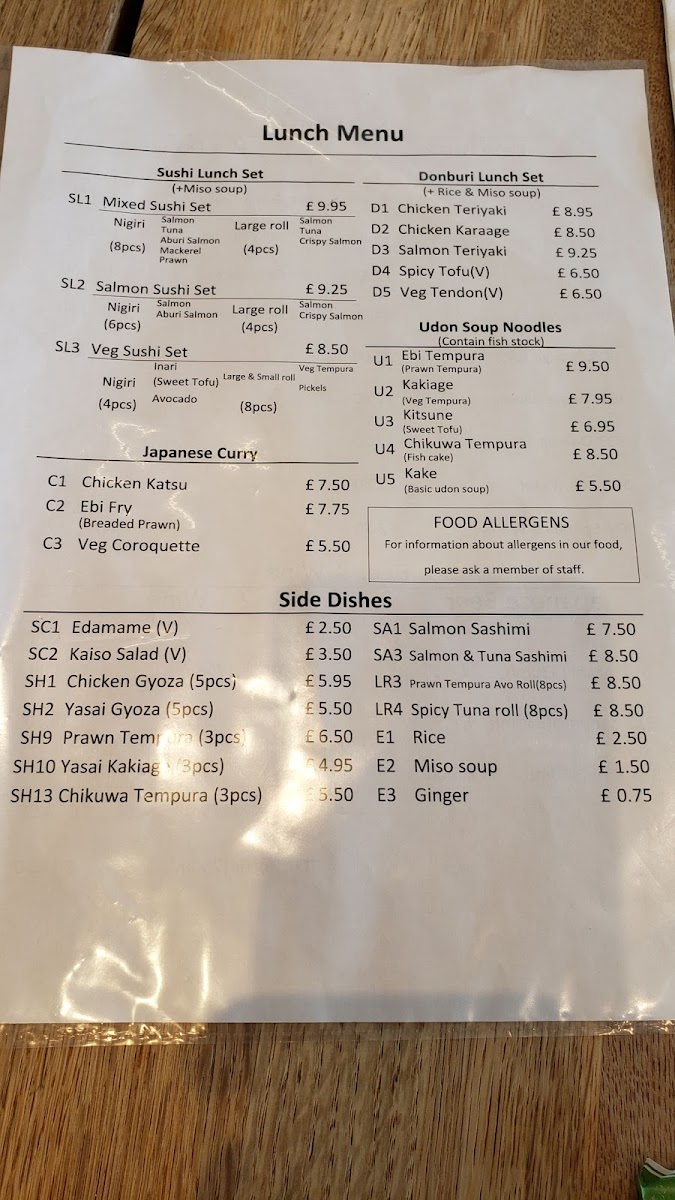 Lunch Menu
Sushi Lunch Set
(+Miso soup)
SL1 Mixed Sushi Set £ 9.95
Nigiri (8pcs)
Salmon
Tuna
Aburi Salmon
Mackerel
Prawn
Large roll (4pcs)
Salmon
Tuna
Crispy Salmon
SL2 Salmon Sushi Set £ 9.25
Nigiri (6pcs)
Salmon
Aburi Salmon
Large roll (4pcs)
Salmon
Crispy Salmon
SL3 Veg Sushi Set £ 8.50
Nigiri (4pcs)
Inari
(Sweet Tofu)
Avocado
Large & Small roll (8pcs)
Veg Tempura
Pickels
Japanese Curry
C1 Chicken Katsu £ 7.50
C2 Ebi Fry £ 7.75
(Breaded Prawn)
C3 Veg Coroquette £ 5.50
Donburi Lunch Set
(+ Rice & Miso soup)
D1 Chicken Teriyaki £ 8.95
D2 Chicken Karaage £ 8.50
D3 Salmon Teriyaki £ 9.25
D4 Spicy Tofu(V) £ 6.50
D5 Veg Tendon(V) £ 6.50
Udon Soup Noodles
(Contain fish stock)
U1 Ebi Tempura £ 9.50
(Prawn Tempura)
U2 Kakiage £ 7.95
(Veg Tempura)
U3 Kitsune £ 6.95
(Sweet Tofu)
U4 Chikuwa Tempura £ 8.50
(Fish cake)
U5 Kake £ 5.50
(Basic udon soup)
FOOD ALLERGENS
For information about allergens in our food,
please ask a member of staff.
Side Dishes
SC1 Edamame (V) £ 2.50
SC2 Kaiso Salad (V) £ 3.50
SH1 Chicken Gyoza (5pcs) £ 5.95
SH2 Yasai Gyoza (5pcs) £ 5.50
SH9 Prawn Tempura (3pcs) £ 6.50
SH10 Yasai Kakiage (3pcs) £ 4.95
SH13 Chikuwa Tempura (3pcs) £ 5.50
SA1 Salmon Sashimi £ 7.50
SA3 Salmon & Tuna Sashimi £ 8.50
LR3 Prawn Tempura Avo Roll(8pcs) £ 8.50
LR4 Spicy Tuna roll (8pcs) £ 8.50
E1 Rice £ 2.50
E2 Miso soup £ 1.50
E3 Ginger £ 0.75